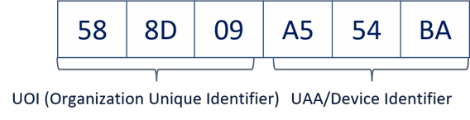 58 8D 09 A5 54 BA
UOI (Organization Unique Identifier) UAA/Device Identifier